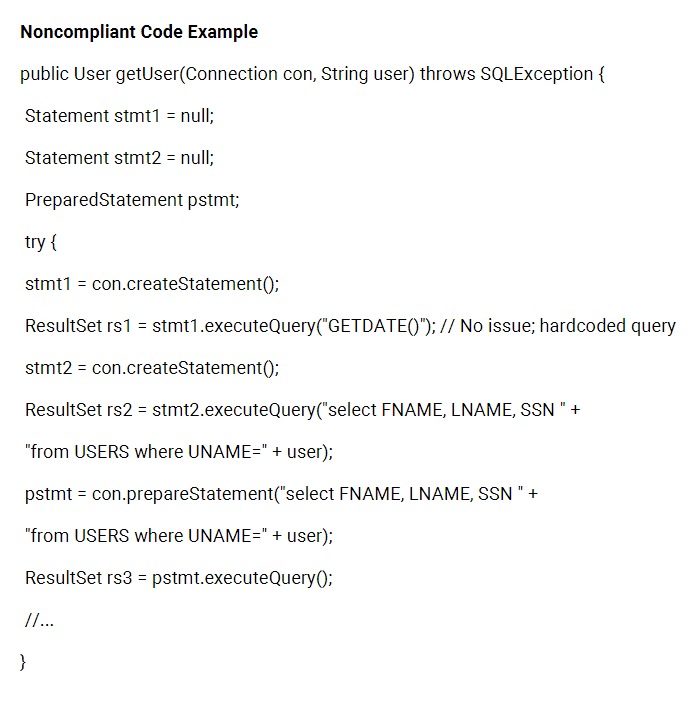 Noncompliant Code Example
public User getUser(Connection con, String user) throws SQLException {
Statement stmt1 = null;
Statement stmt2 = null;
PreparedStatement pstmt;
try {
stmt1 = con.createStatement();
ResultSet rs1 = stmt1.executeQuery("GETDATE()"); // No issue; hardcoded query
stmt2 = con.createStatement();
ResultSet rs2 = stmt2.executeQuery("select FNAME, LNAME, SSN " +
"from USERS where UNAME=" + user);
pstmt = con.prepareStatement("select FNAME, LNAME, SSN " +
"from USERS where UNAME=" + user);
ResultSet rs3 = pstmt.executeQuery();
//...
}